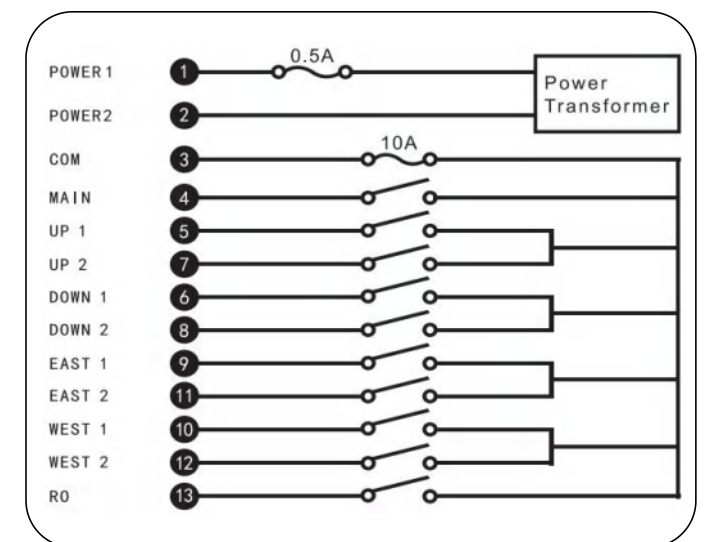 0.5A
POWER1 1
Power
Transformer
POWER2 2
10A
COM 3
MAIN 4
UP 1 5
UP 2 7
DOWN 1 6
DOWN 2 8
EAST 1 9
EAST 2 11
WEST 1 10
WEST 2 12
RO 13